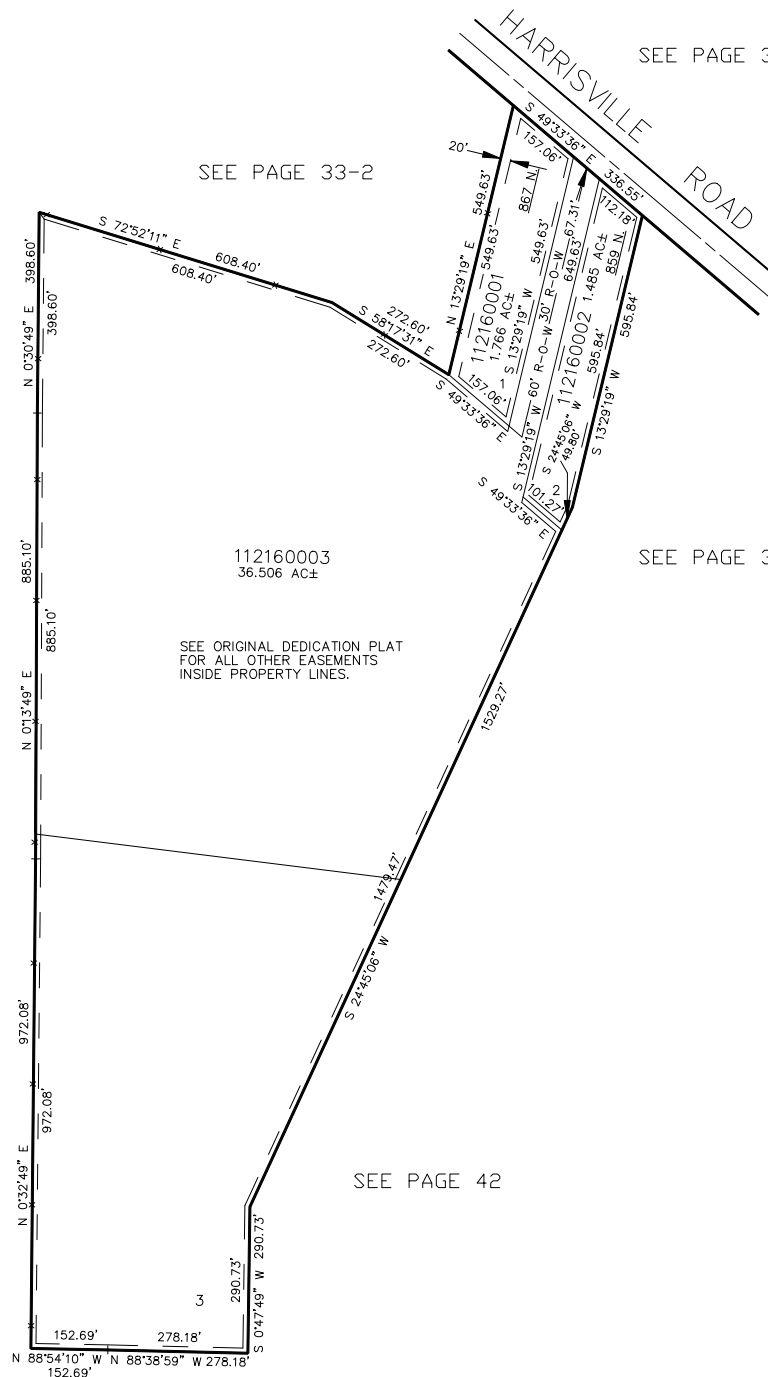 HARRISVILLE ROAD
SEE PAGE 3
S 49°33'36" E
157.06'
336.55'
112.18'
20'
SEE PAGE 33-2
867 N
859 N
67.31'
549.63'
549.63'
N 13°29'19" E
112160001
1.766 AC±
1
S 13°29'19" W
549.63'
30' R-O-W
649.63'
S 13°29'19" W 60' R-O-W
112160002 1.485 AC±
595.84'
595.84'
S 13°29'19" W
S 24°45'06" W
49.80'
2
101.27'
S 49°33'36" E
157.06'
S 49°33'36" E
S 72°52'11" E
608.40'
608.40'
S 58°17'31" E
272.60'
272.60'
398.60'
398.60'
N 0°30'49" E
112160003
36.506 AC±
SEE PAGE 3
885.10'
885.10'
N 0°13'49" E
SEE ORIGINAL DEDICATION PLAT
FOR ALL OTHER EASEMENTS
INSIDE PROPERTY LINES.
1529.27'
1479.47'
S 24°45'06" W
972.08'
972.08'
N 0°32'49" E
SEE PAGE 42
290.73'
S 0°47'49" W 290.73'
3
152.69'
278.18'
N 88°54'10" W
152.69'
N 88°38'59" W 278.18'